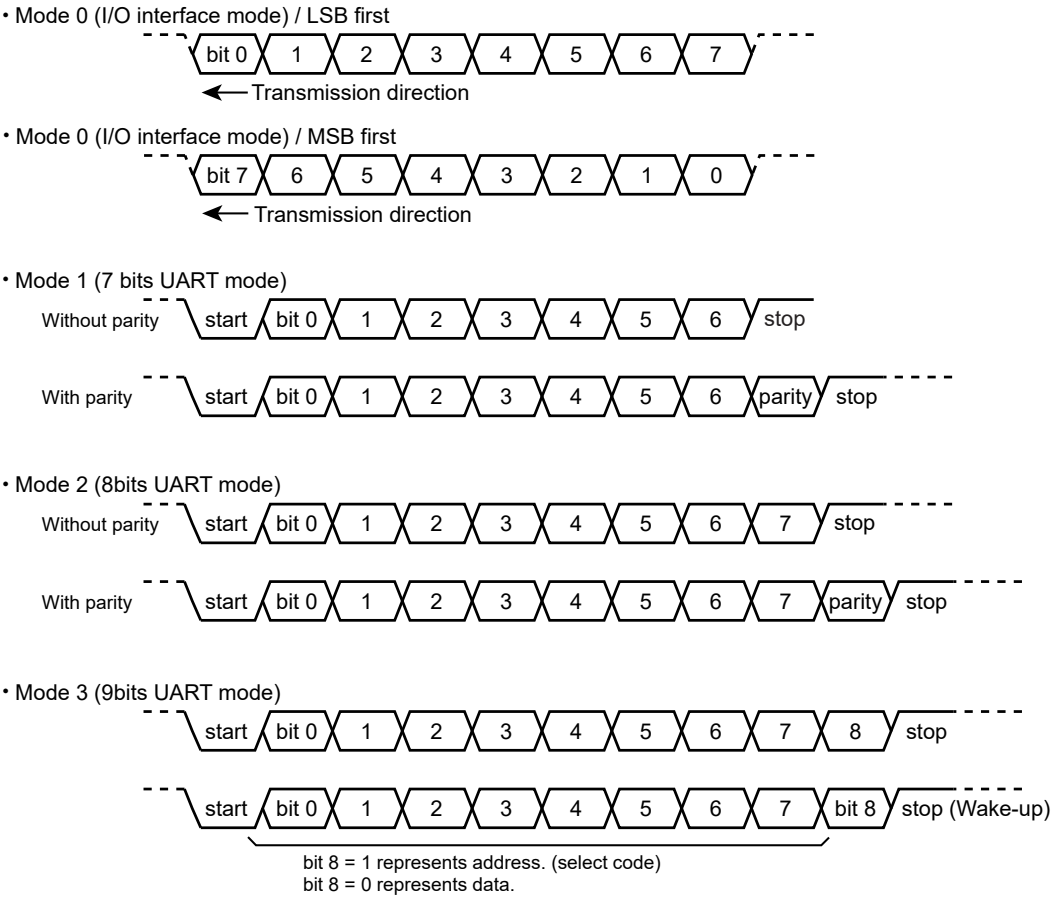 ・Mode 0 (I/O interface mode) / LSB first
bit 0 1 2 3 4 5 6 7
Transmission direction
・Mode 0 (I/O interface mode) / MSB first
bit 7 6 5 4 3 2 1 0
Transmission direction
・Mode 1 (7 bits UART mode)
Without parity start bit 0 1 2 3 4 5 6 stop
With parity start bit 0 1 2 3 4 5 6 parity stop
・Mode 2 (8bits UART mode)
Without parity start bit 0 1 2 3 4 5 6 7 stop
With parity start bit 0 1 2 3 4 5 6 7 parity stop
・Mode 3 (9bits UART mode)
start bit 0 1 2 3 4 5 6 7 8 stop
start bit 0 1 2 3 4 5 6 7 bit 8 stop (Wake-up)
bit 8 = 1 represents address. (select code)
bit 8 = 0 represents data.